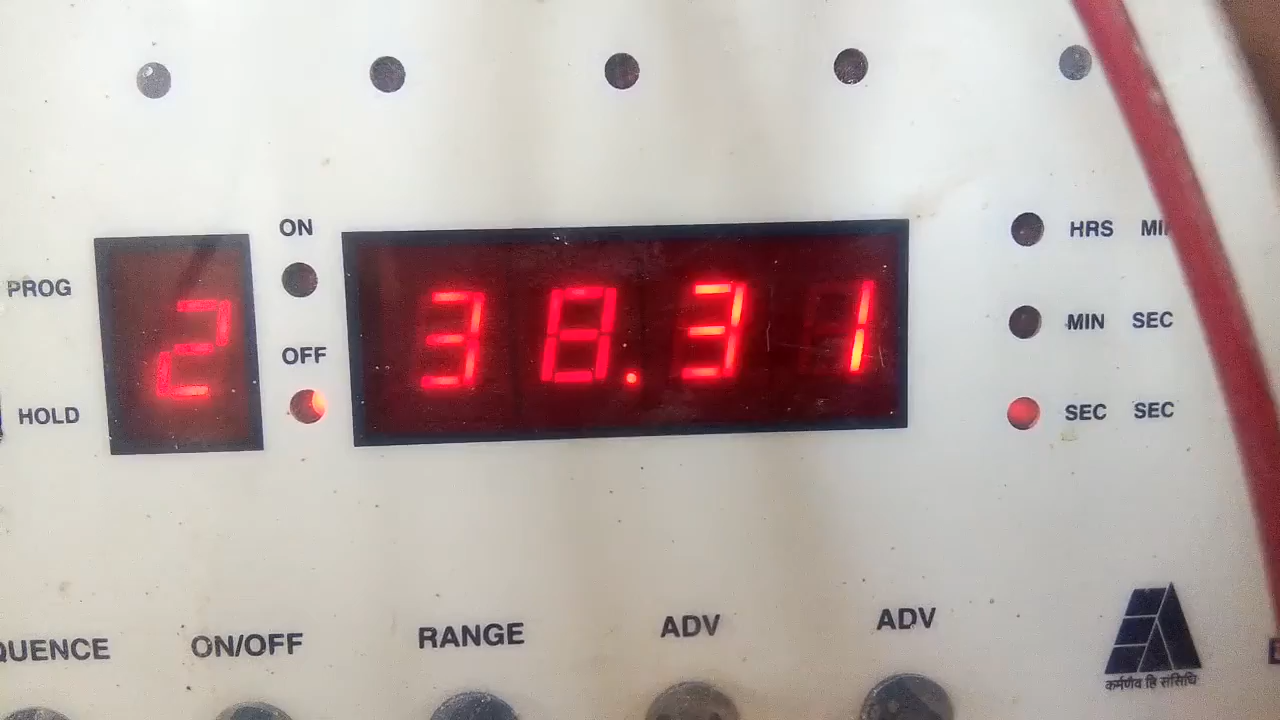 ON
PROG 2 38.31 HRS MI
OFF MIN SEC
HOLD SEC SEC
QUENCE ON/OFF RANGE ADV ADV
कर्मणैव हि संसिधि